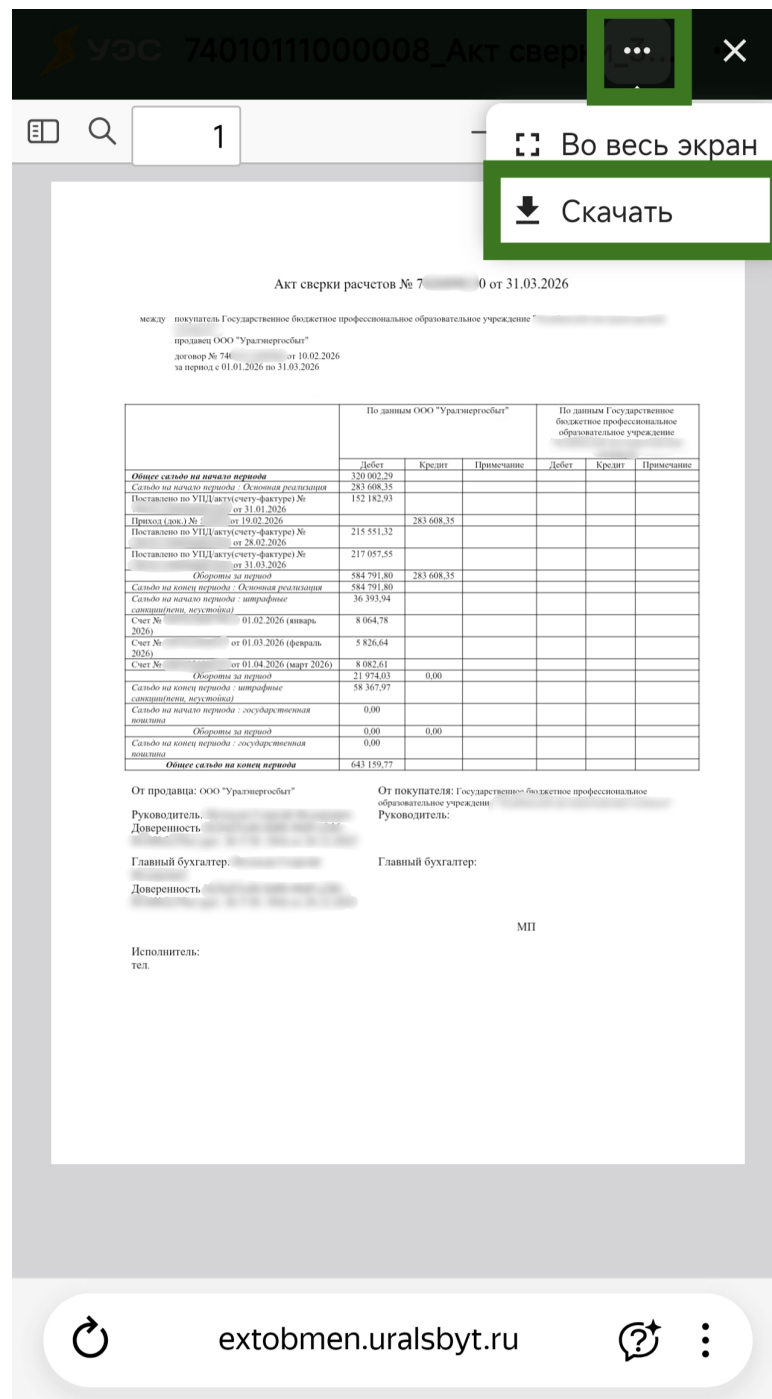 УЭС 74010111000008_Акт сверки_3...
1
Во весь экран
Скачать
Акт сверки расчетов № 7 0 от 31.03.2026
между покупатель Государственное бюджетное профессиональное образовательное учреждение "
продавец ООО "Уралэнергосбыт"
договор № 740 от 10.02.2026
за период с 01.01.2026 по 31.03.2026
По данным ООО "Уралэнергосбыт" По данным Государственное
бюджетное профессиональное
образовательное учреждение
Дебет Кредит Примечание Дебет Кредит Примечание
Общее сальдо на начало периода 320 002,29
Сальдо на начало периода : Основная реализация 283 608,35
Поставлено по УПД/акту(счету-фактуре) № 152 182,93
от 31.01.2026
Приход (док.) № от 19.02.2026 283 608,35
Поставлено по УПД/акту(счету-фактуре) № 215 551,32
от 28.02.2026
Поставлено по УПД/акту(счету-фактуре) № 217 057,55
от 31.03.2026
Обороты за период 584 791,80 283 608,35
Сальдо на конец периода : Основная реализация 584 791,80
Сальдо на начало периода : штрафные 36 393,94
санкции(пени, неустойка)
Счет № 01.02.2026 (январь 8 064,78
2026)
Счет № от 01.03.2026 (февраль 5 826,64
2026)
Счет № от 01.04.2026 (март 2026) 8 082,61
Обороты за период 21 974,03 0,00
Сальдо на конец периода : штрафные 58 367,97
санкции(пени, неустойка)
Сальдо на начало периода : государственная 0,00
пошлина
Обороты за период 0,00 0,00
Сальдо на конец периода : государственная 0,00
пошлина
Общее сальдо на конец периода 643 159,77
От продавца: ООО "Уралэнергосбыт" От покупателя: Государственное бюджетное профессиональное
образовательное учреждени
Руководитель. Руководитель:
Доверенность
Главный бухгалтер. Главный бухгалтер:
Доверенность
МП
Исполнитель:
тел.
extobmen.uralsbyt.ru